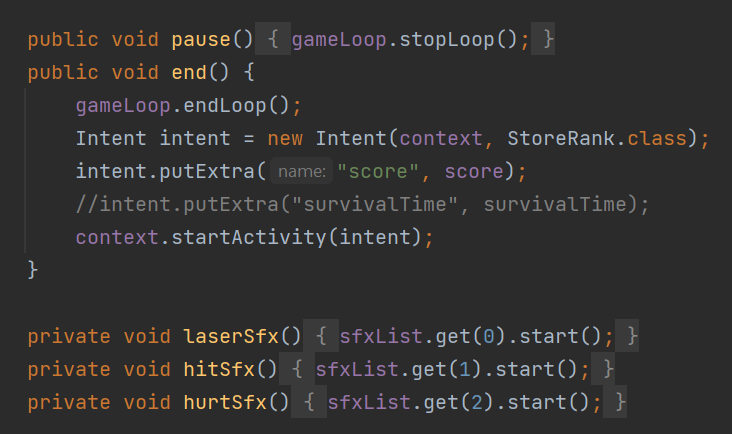 public void pause() { gameLoop.stopLoop(); }
public void end() {
    gameLoop.endLoop();
    Intent intent = new Intent(context, StoreRank.class);
    intent.putExtra( name: "score", score);
    //intent.putExtra("survivalTime", survivalTime);
    context.startActivity(intent);
}
private void laserSfx() { sfxList.get(0).start(); }
private void hitSfx() { sfxList.get(1).start(); }
private void hurtSfx() { sfxList.get(2).start(); }